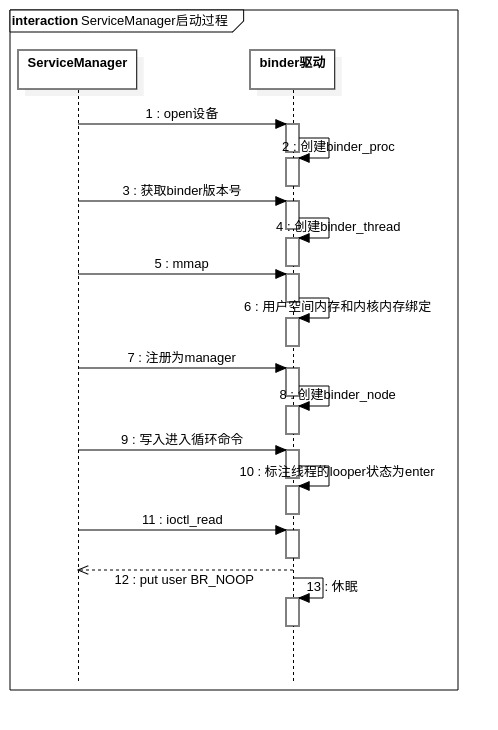 interaction ServiceManager启动过程
ServiceManager
binder驱动
1 : open设备
2 : 创建binder_proc
3 : 获取binder版本号
4 : 创建binder_thread
5 : mmap
6 : 用户空间内存和内核内存绑定
7 : 注册为manager
8 : 创建binder_node
9 : 写入进入循环命令
10 : 标注线程的looper状态为enter
11 : ioctl_read
12 : put user BR_NOOP
13 : 休眠